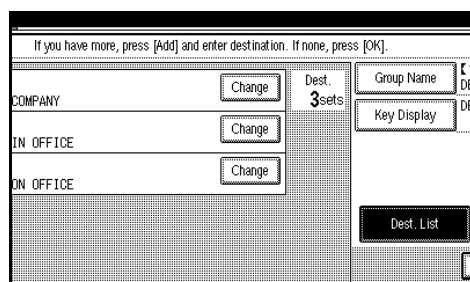 If you have more, press [Add] and enter destination. If none, press [OK].
COMPANY
Change
Dest.
3sets
IN OFFICE
Change
ON OFFICE
Change
Group Name
Key Display
Dest. List